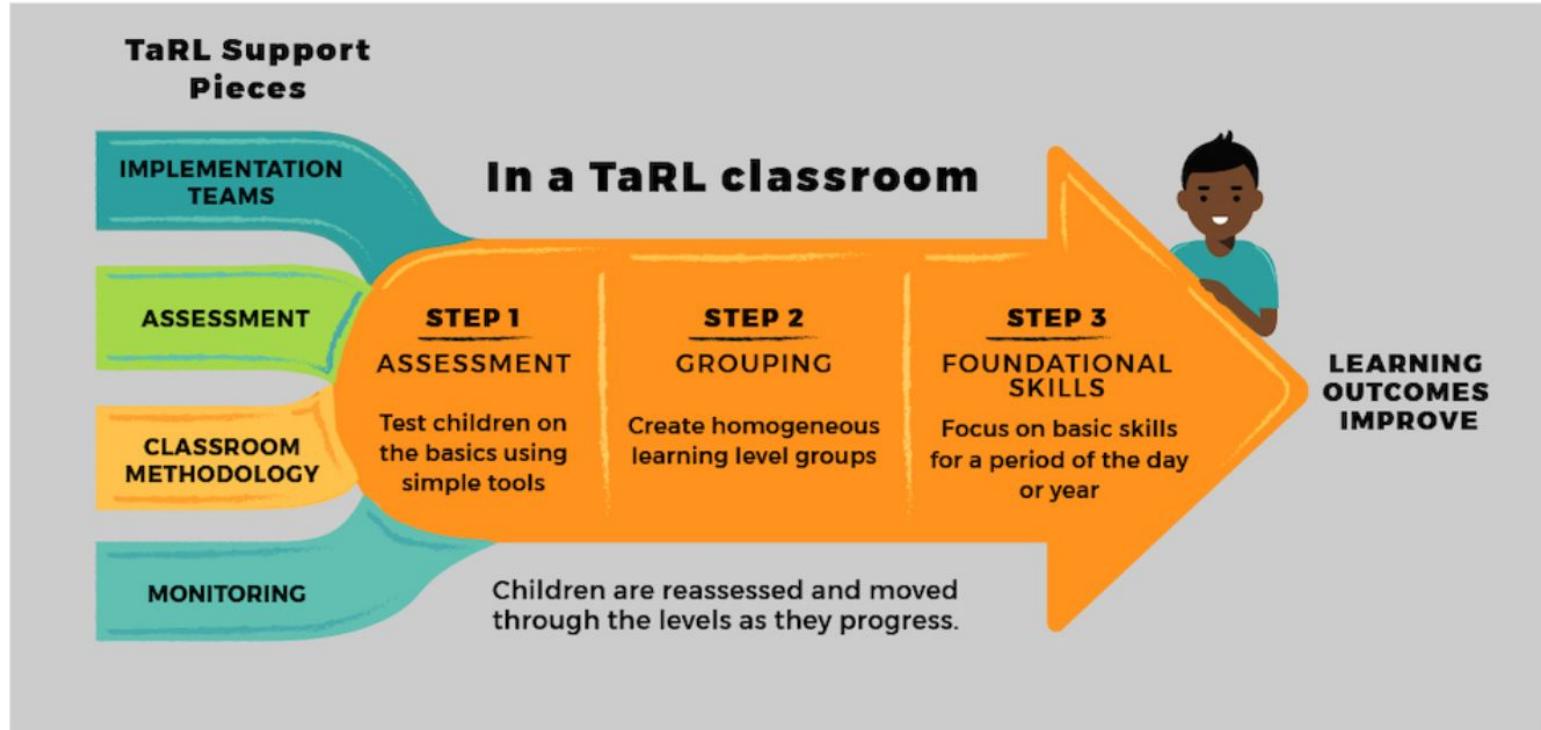 TaRL Support
Pieces
IMPLEMENTATION
TEAMS
ASSESSMENT
CLASSROOM
METHODOLOGY
MONITORING
In a TaRL classroom
STEP 1
ASSESSMENT
Test children on
the basics using
simple tools
STEP 2
GROUPING
Create homogeneous
learning level groups
STEP 3
FOUNDATIONAL
SKILLS
Focus on basic skills
for a period of the day
or year
LEARNING
OUTCOMES
IMPROVE
Children are reassessed and moved
through the levels as they progress.